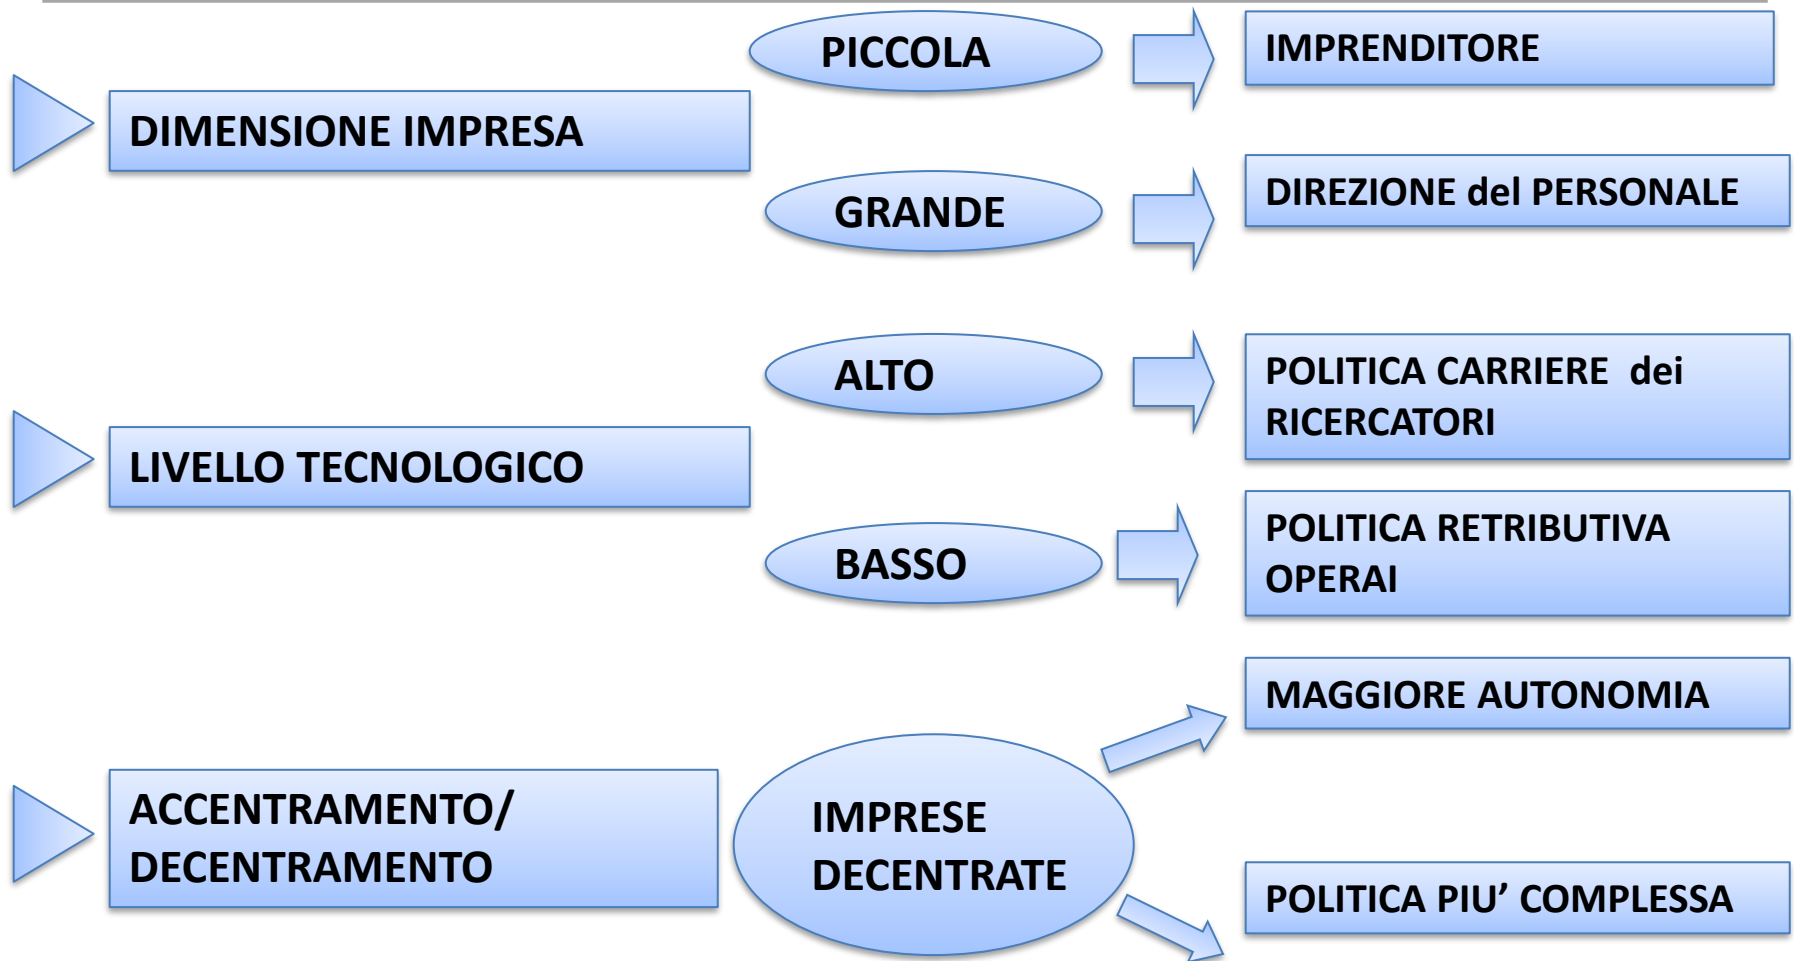 PICCOLA
IMPRENDITORE
DIMENSIONE IMPRESA
GRANDE
DIREZIONE del PERSONALE
ALTO
POLITICA CARRIERE dei
RICERCATORI
LIVELLO TECNOLOGICO
BASSO
POLITICA RETRIBUTIVA
OPERAI
MAGGIORE AUTONOMIA
ACCENTRAMENTO/
DECENTRAMENTO
IMPRESE
DECENTRATE
POLITICA PIU’ COMPLESSA